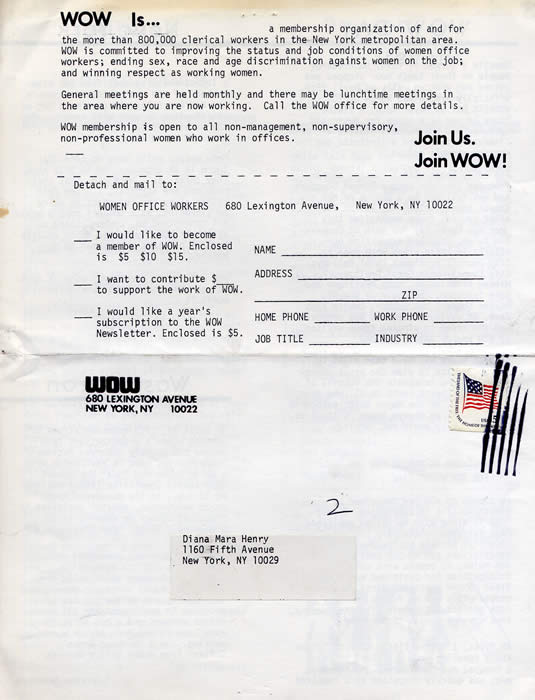 WOW Is...
a membership organization of and for
the more than 800,000 clerical workers in the New York metropolitan area.
WOW is committed to improving the status and job conditions of women office
workers; ending sex, race and age discrimination against women on the job;
and winning respect as working women.
General meetings are held monthly and there may be lunchtime meetings in
the area where you are now working. Call the WOW office for more details.
WOW membership is open to all non-management, non-supervisory,
non-professional women who work in offices.
Join Us.
Join WOW!
Detach and mail to:
WOMEN OFFICE WORKERS 680 Lexington Avenue, New York, NY 10022
___ I would like to become
a member of WOW. Enclosed
is $5 $10 $15.
___ I want to contribute $___
to support the work of WOW.
___ I would like a year's
subscription to the WOW
Newsletter. Enclosed is $5.
NAME
ADDRESS
ZIP
HOME PHONE ________ WORK PHONE ________
JOB TITLE ________ INDUSTRY ________
WOW
680 LEXINGTON AVENUE
NEW YORK, NY 10022
2
Diana Mara Henry
1160 Fifth Avenue
New York, NY 10029